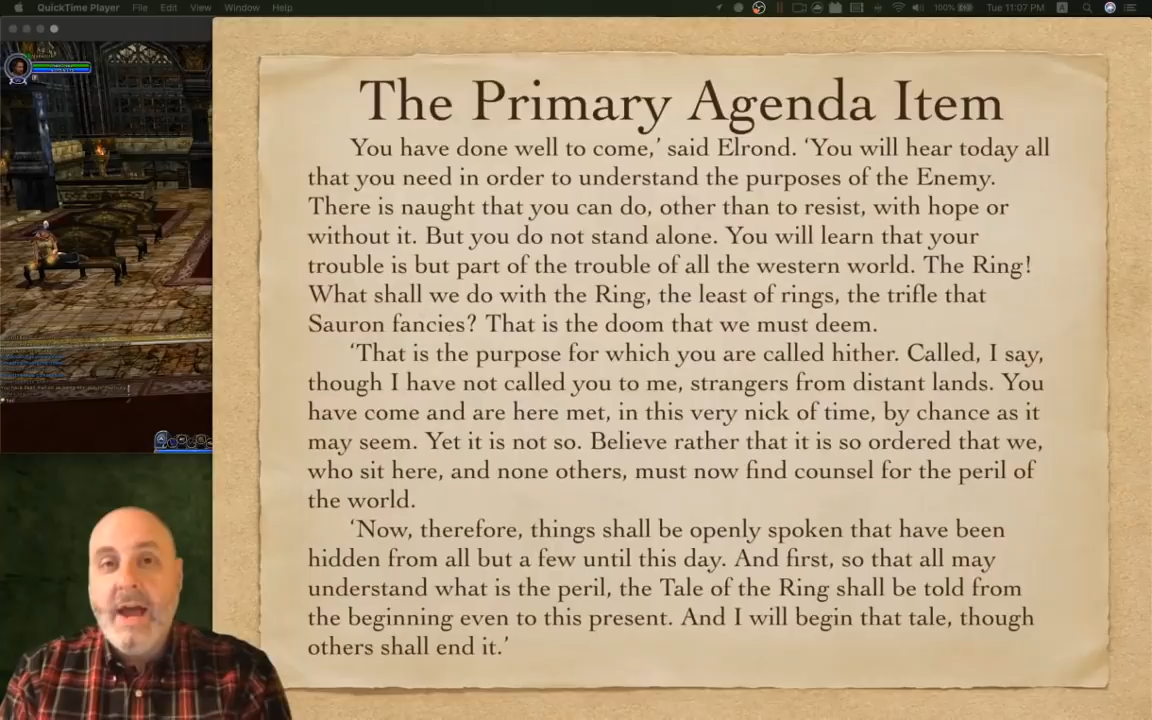 QuickTime Player File Edit View Window Help
100% Tue 11:07 PM
The Primary Agenda Item
You have done well to come,’ said Elrond. ‘You will hear today all
that you need in order to understand the purposes of the Enemy.
There is naught that you can do, other than to resist, with hope or
without it. But you do not stand alone. You will learn that your
trouble is but part of the trouble of all the western world. The Ring!
What shall we do with the Ring, the least of rings, the trifle that
Sauron fancies? That is the doom that we must deem.
‘That is the purpose for which you are called hither. Called, I say,
though I have not called you to me, strangers from distant lands. You
have come and are here met, in this very nick of time, by chance as it
may seem. Yet it is not so. Believe rather that it is so ordered that we,
who sit here, and none others, must now find counsel for the peril of
the world.
‘Now, therefore, things shall be openly spoken that have been
hidden from all but a few until this day. And first, so that all may
understand what is the peril, the Tale of the Ring shall be told from
the beginning even to this present. And I will begin that tale, though
others shall end it.’